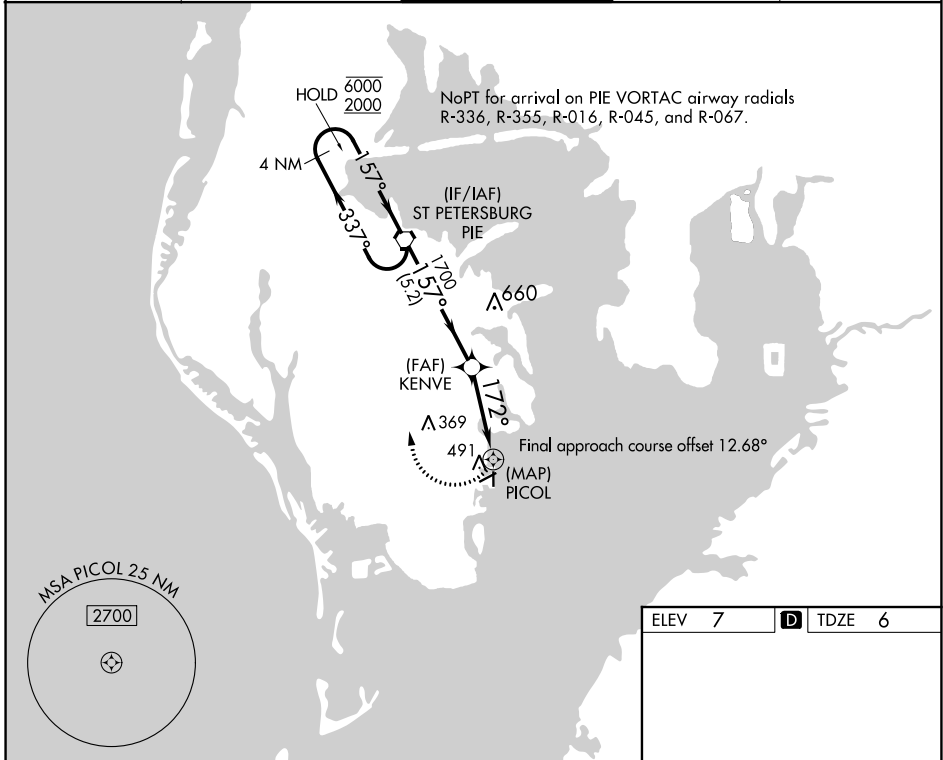 HOLD 6000
2000
NoPT for arrival on PIE VORTAC airway radials
R-336, R-355, R-016, R-045, and R-067.
4 NM
157°
337°
(IF/IAF)
ST PETERSBURG
PIE
1700
157°
(5.2)
660
(FAF)
KENVE
172°
369
491
Final approach course offset 12.68°
(MAP)
PICOL
MSA PICOL 25 NM
2700
ELEV 7 D TDZE 6